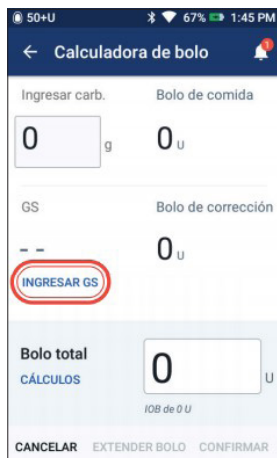 50+U 67% 1:45 PM
Calculadora de bolo 1
Ingresar carb. Bolo de comida
0 g 0 U
GS Bolo de corrección
-- 0 U
INGRESAR GS
Bolo total
CÁLCULOS 0 U
IOB de 0 U
CANCELAR EXTENDER BOLO CONFIRMAR